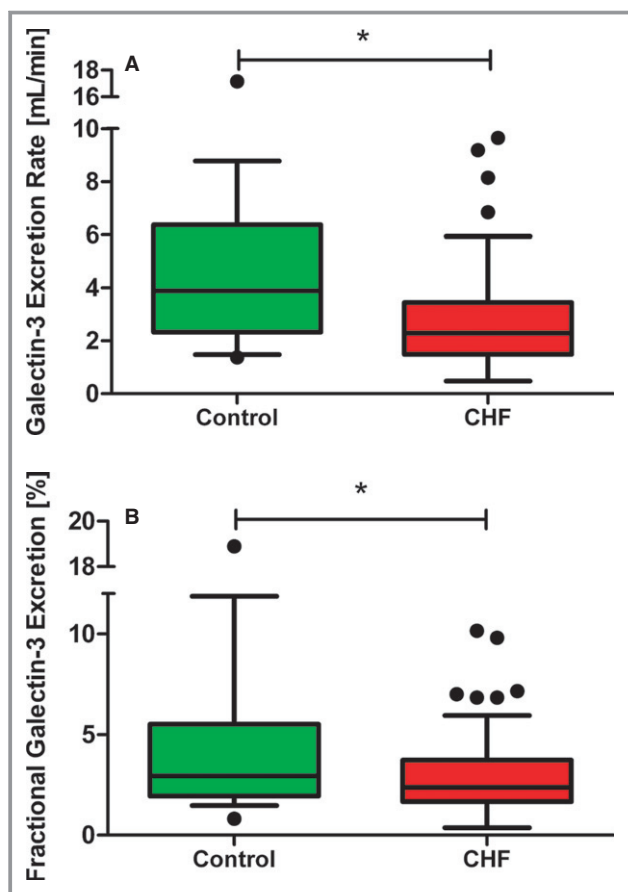 A
*
Galectin-3 Excretion Rate [mL/min]
18
16
10
8
6
4
2
0
Control
CHF
B
*
Fractional Galectin-3 Excretion [%]
20
18
10
5
0
Control
CHF